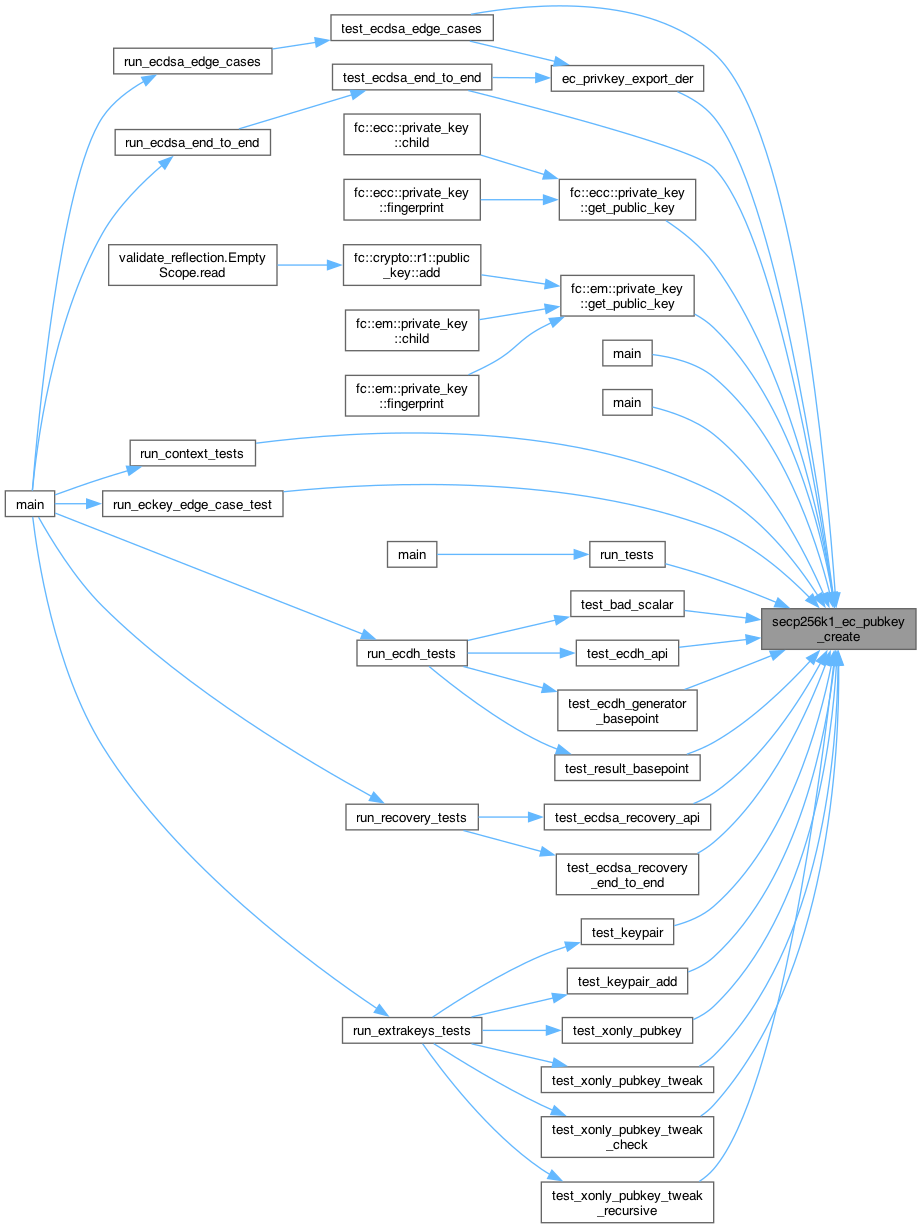 test_ecdsa_edge_cases
run_ecdsa_edge_cases
ec_privkey_export_der
test_ecdsa_end_to_end
run_ecdsa_end_to_end
fc::ecc::private_key
::child
fc::ecc::private_key
::get_public_key
fc::ecc::private_key
::fingerprint
validate_reflection.Empty
Scope.read
fc::crypto::r1::public
_key::add
fc::em::private_key
::get_public_key
fc::em::private_key
::child
main
fc::em::private_key
::fingerprint
main
run_context_tests
main
run_eckey_edge_case_test
main
run_tests
test_bad_scalar
secp256k1_ec_pubkey
_create
run_ecdh_tests
test_ecdh_api
test_ecdh_generator
_basepoint
test_result_basepoint
run_recovery_tests
test_ecdsa_recovery_api
test_ecdsa_recovery
_end_to_end
test_keypair
test_keypair_add
run_extrakeys_tests
test_xonly_pubkey
test_xonly_pubkey_tweak
test_xonly_pubkey_tweak
_check
test_xonly_pubkey_tweak
_recursive